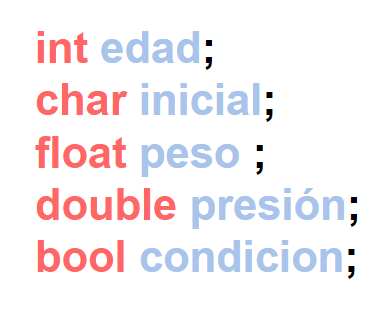 int edad;
char inicial;
float peso ;
double presión;
bool condicion;